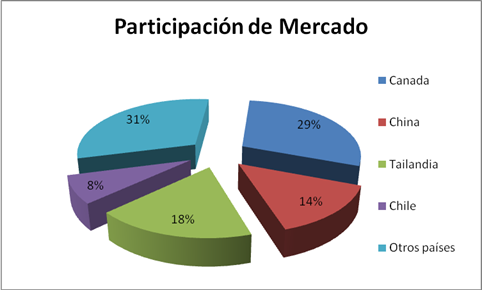 Participación de Mercado
31%
29%
8%
18%
14%
Canada
China
Tailandia
Chile
Otros países